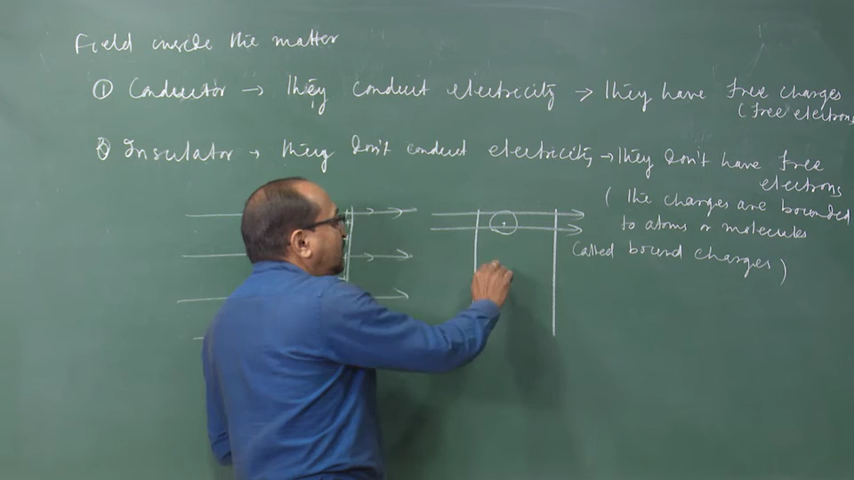 Field inside the matter
① Conductor → They conduct electricity → They have free charges
(free electrons
② Insulator → They Don't conduct electricity → They Don't have free
electrons
( The charges are bounded
to atoms or molecules
called bound charges )